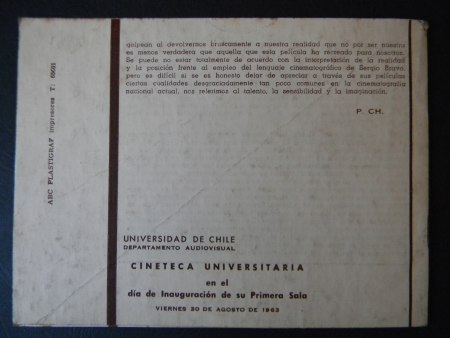 golpean al devolvernos bruscamente a nuestra realidad que no por ser nuestra
es menos verdadera que aquella que esta película ha recreado para nosotros.
Se puede no estar totalmente de acuerdo con la interpretación de la realidad
y la posición frente al empleo del lenguaje cinematográfico de Sergio Bravo,
pero es difícil si se es honesto dejar de apreciar a través de sus películas
ciertas cualidades desgraciadamente tan poco comunes en la cinematografía
nacional actual, nos referimos al talento, la sensibilidad y la imaginación.
P. CH.
ABC PLASTIGRAF impresores T:
UNIVERSIDAD DE CHILE
DEPARTAMENTO AUDIOVISUAL
CINETECA UNIVERSITARIA
en el
día de Inauguración de su Primera Sala
VIERNES 30 DE AGOSTO DE 1963